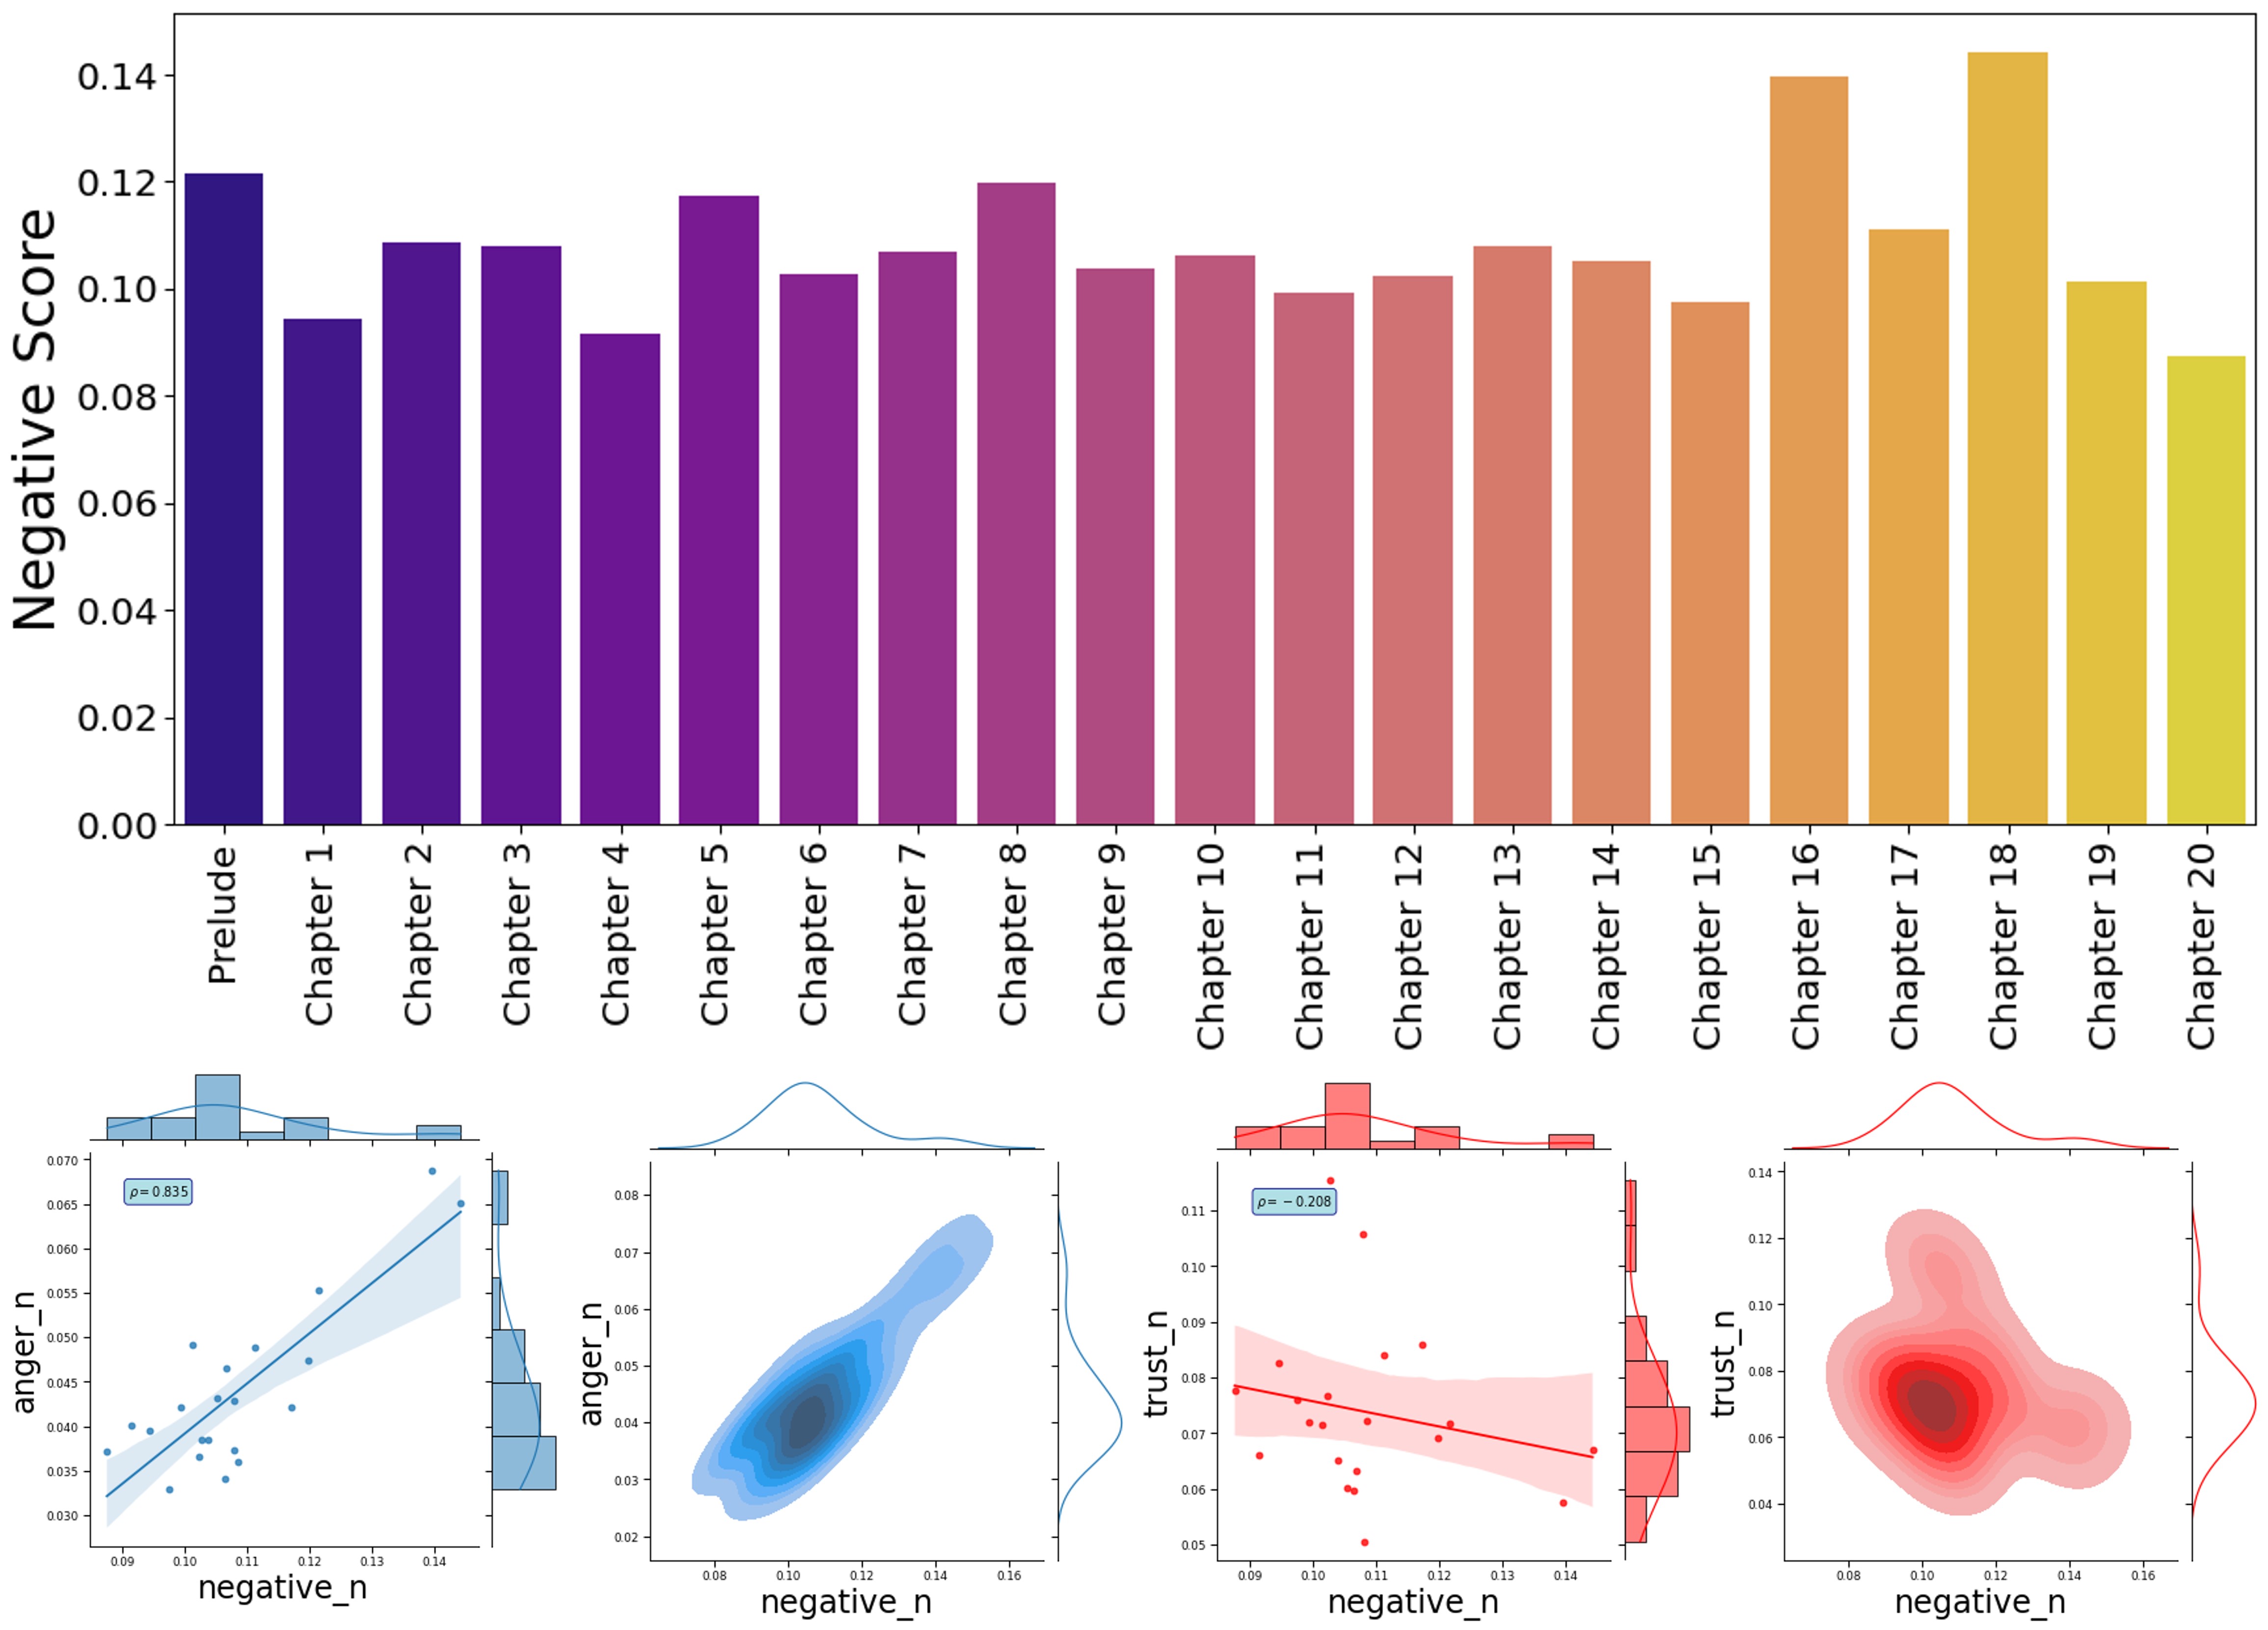 Negative Score
0.14
0.12
0.10
0.08
0.06
0.04
0.02
0.00
Prelude
Chapter 1
Chapter 2
Chapter 3
Chapter 4
Chapter 5
Chapter 6
Chapter 7
Chapter 8
Chapter 9
Chapter 10
Chapter 11
Chapter 12
Chapter 13
Chapter 14
Chapter 15
Chapter 16
Chapter 17
Chapter 18
Chapter 19
Chapter 20
anger_n
0.070
0.065
0.060
0.055
0.050
0.045
0.040
0.035
0.030
ρ = 0.835
0.09 0.10 0.11 0.12 0.13 0.14
negative_n
anger_n
0.08
0.07
0.06
0.05
0.04
0.03
0.02
0.08 0.10 0.12 0.14 0.16
negative_n
trust_n
0.11
0.10
0.09
0.08
0.07
0.06
0.05
ρ = − 0.208
0.09 0.10 0.11 0.12 0.13 0.14
negative_n
trust_n
0.14
0.12
0.10
0.08
0.06
0.04
0.08 0.10 0.12 0.14 0.16
negative_n